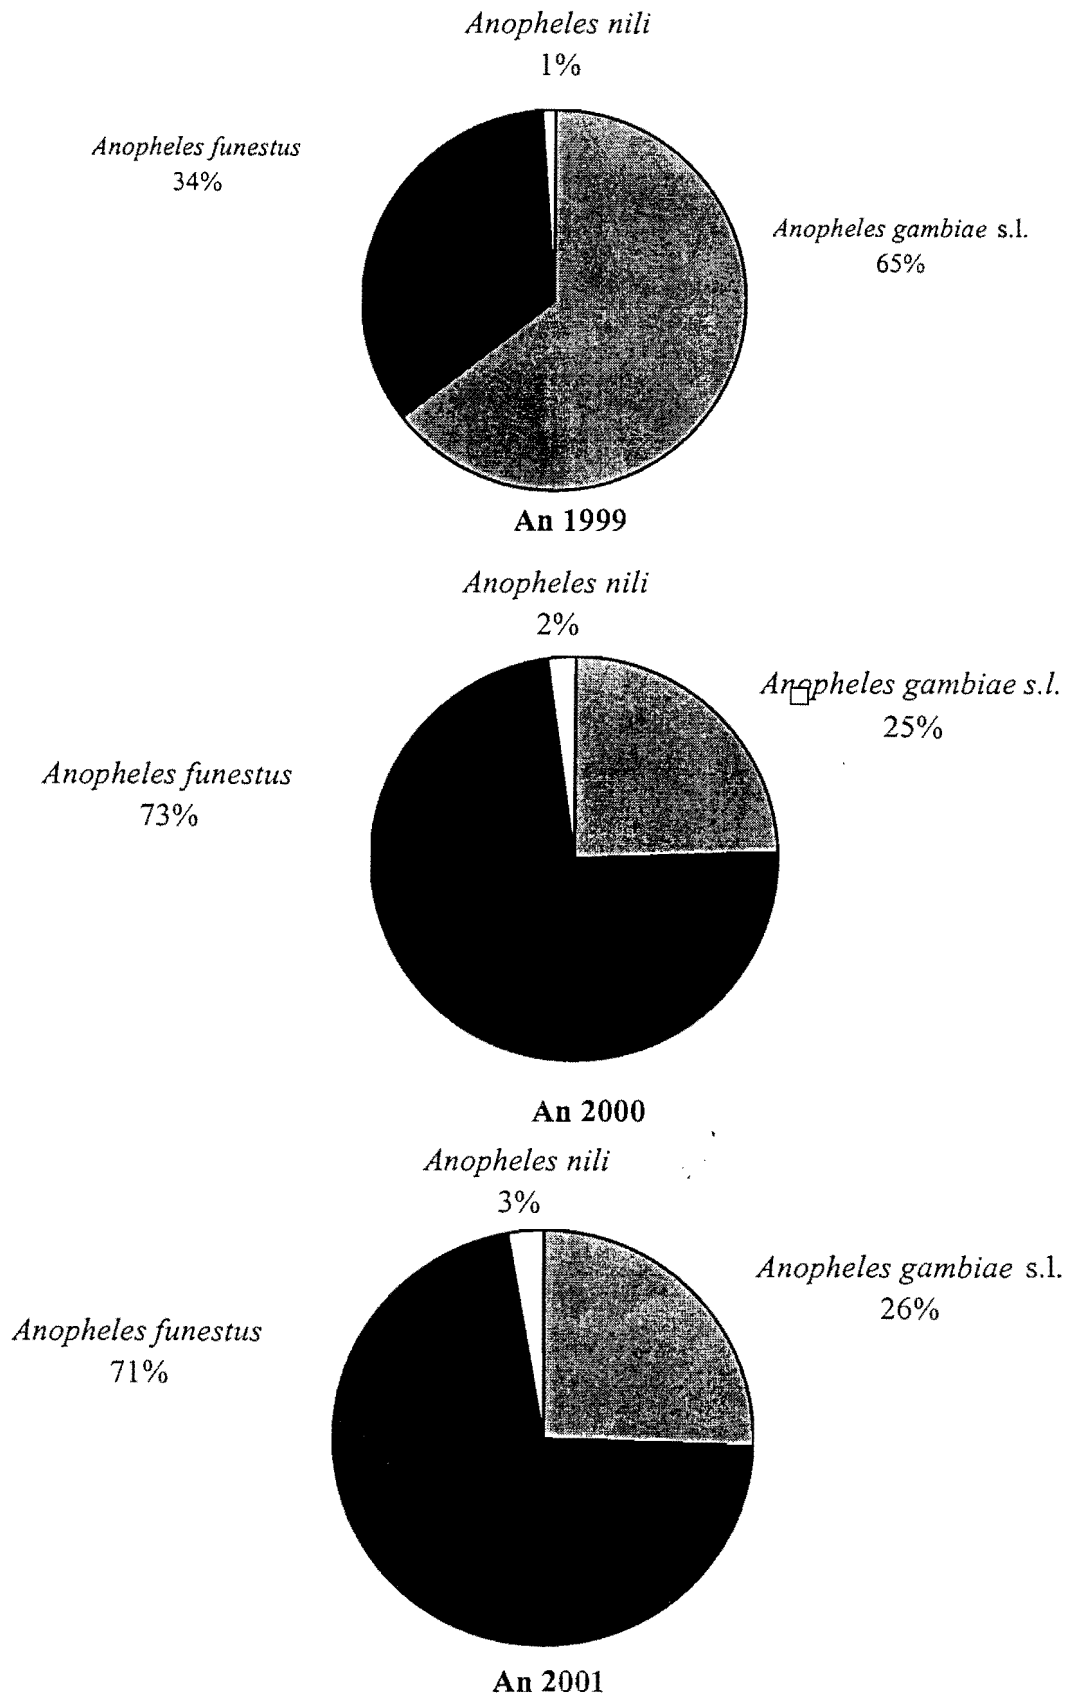 Anopheles nili
1%
Anopheles funestus
34%
Anopheles gambiae s.l.
65%
An 1999
Anopheles nili
2%
Anopheles gambiae s.l.
25%
Anopheles funestus
73%
An 2000
Anopheles nili
3%
Anopheles gambiae s.l.
26%
Anopheles funestus
71%
An 2001